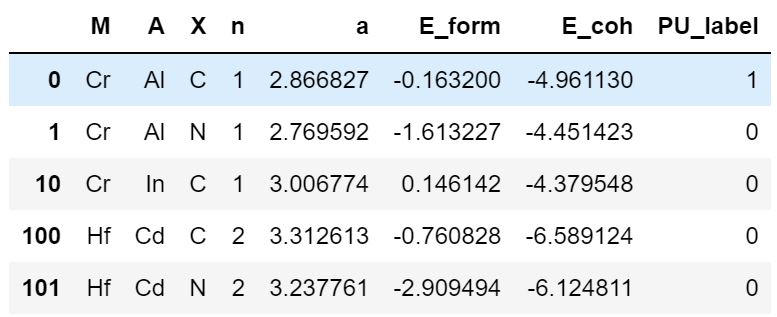 M A X n a E_form E_coh PU_label
0 Cr Al C 1 2.866827 -0.163200 -4.961130 1
1 Cr Al N 1 2.769592 -1.613227 -4.451423 0
10 Cr In C 1 3.006774 0.146142 -4.379548 0
100 Hf Cd C 2 3.312613 -0.760828 -6.589124 0
101 Hf Cd N 2 3.237761 -2.909494 -6.124811 0